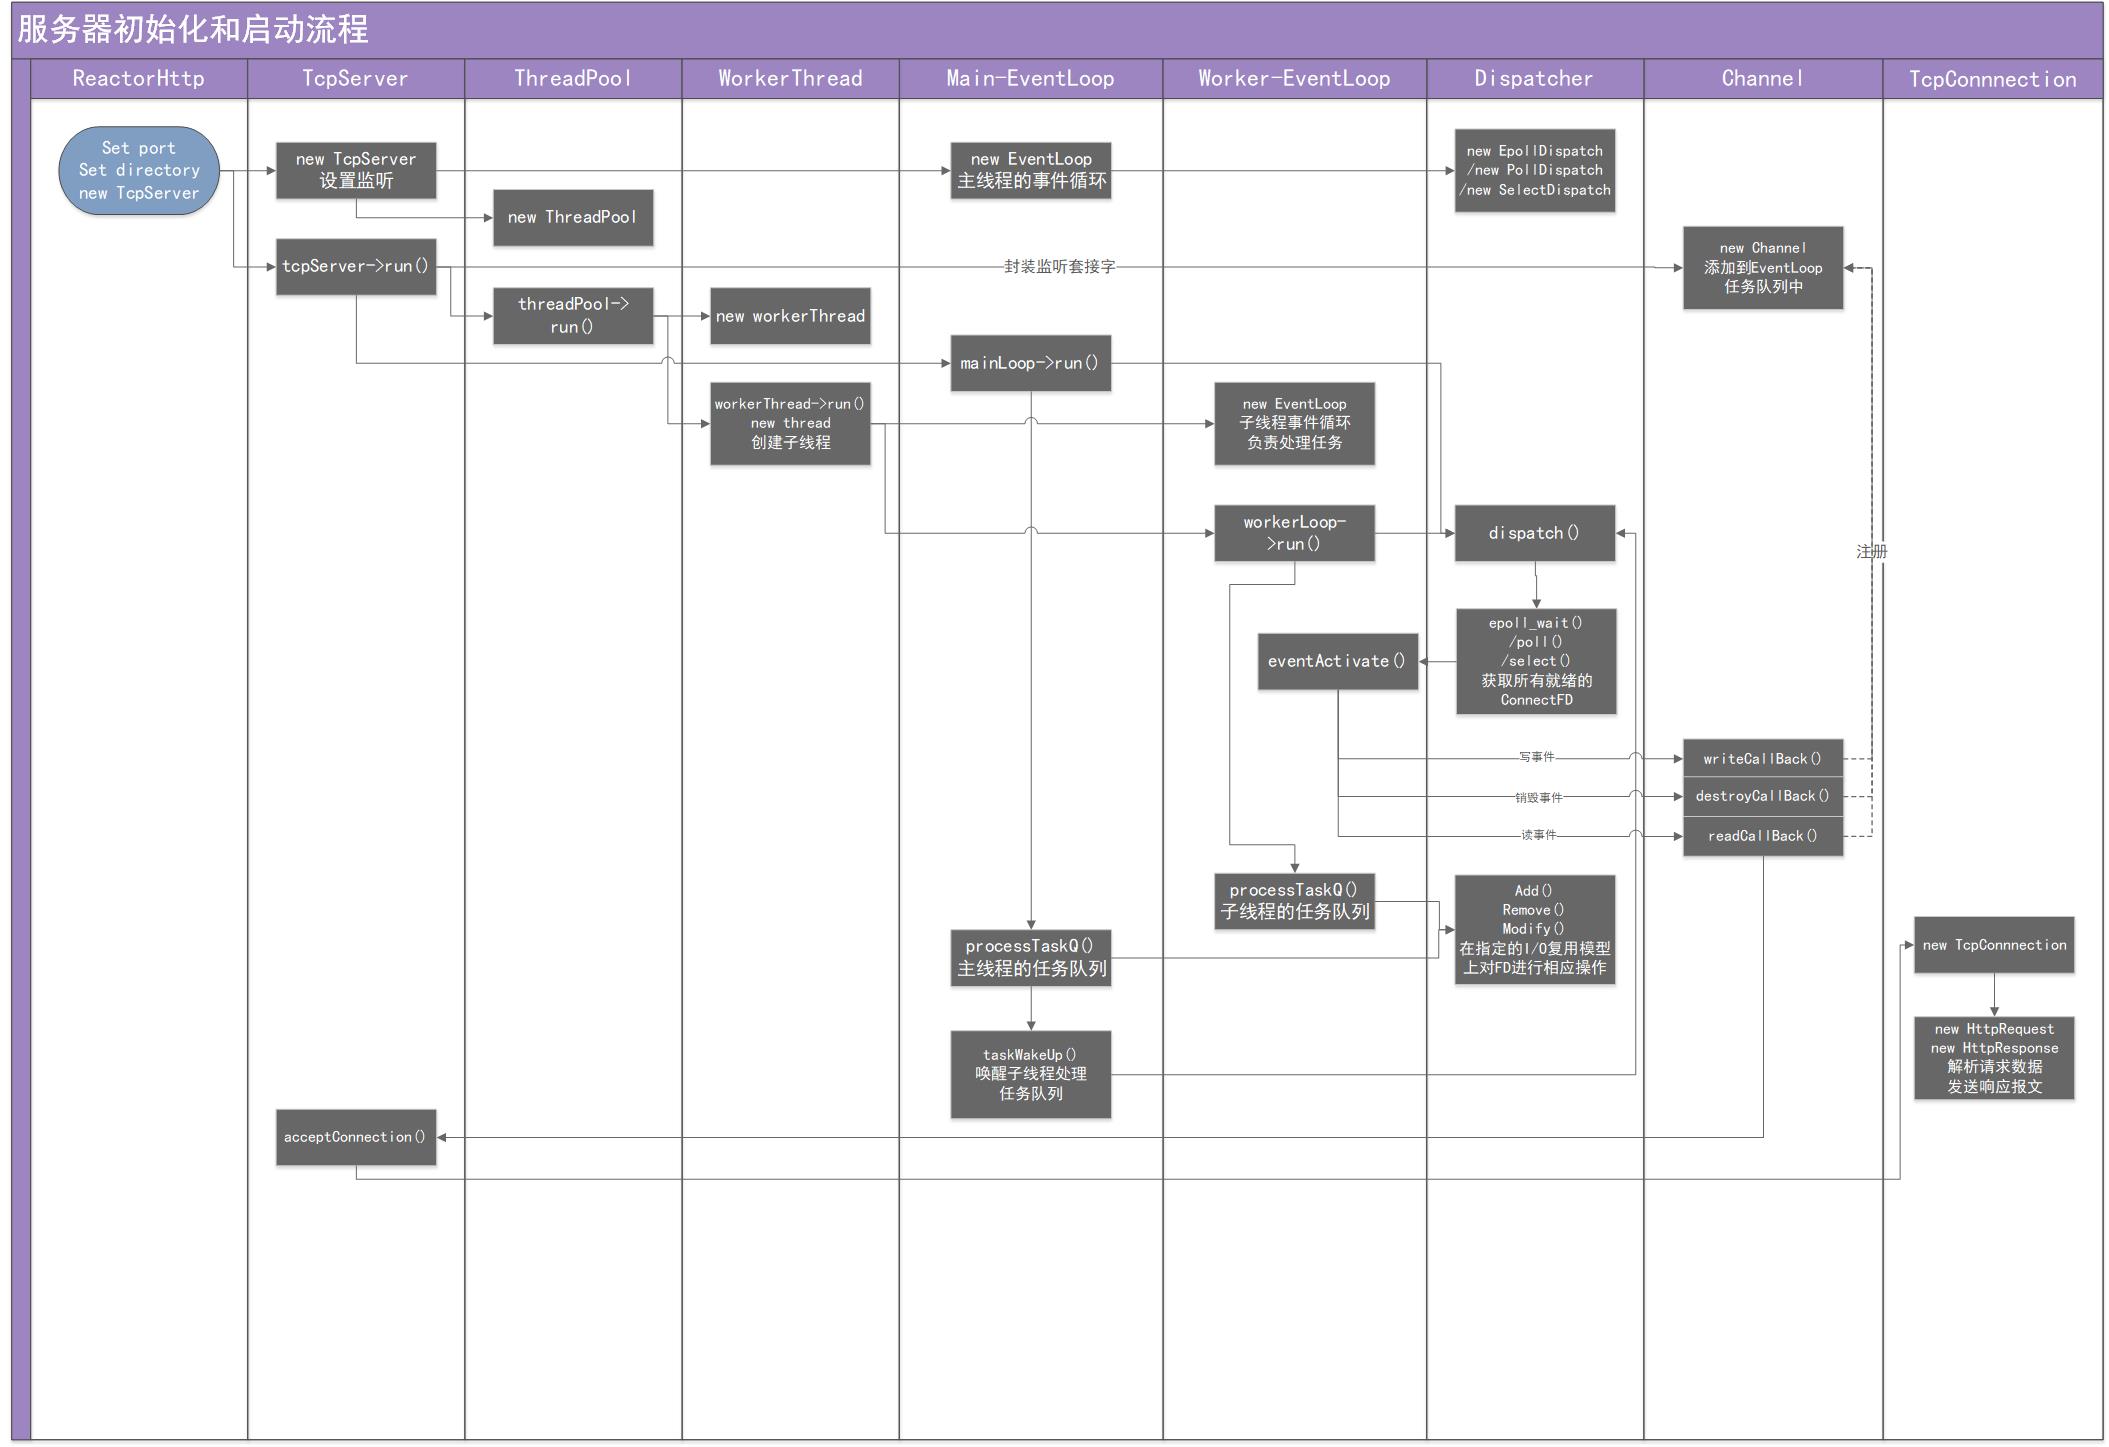 服务器初始化和启动流程
ReactorHttp
TcpServer
ThreadPool
WorkerThread
Main-EventLoop
Worker-EventLoop
Dispatcher
Channel
TcpConnnection
Set port
Set directory
new TcpServer
new TcpServer
设置监听
new EventLoop
主线程的事件循环
new EpollDispatch
/new PollDispatch
/new SelectDispatch
new ThreadPool
tcpServer->run()
封装监听套接字
new Channel
添加到EventLoop
任务队列中
threadPool->
run()
new workerThread
mainLoop->run()
workerThread->run()
new thread
创建子线程
new EventLoop
子线程事件循环
负责处理任务
workerLoop-
>run()
dispatch()
注册
epoll_wait()
/poll()
/select()
获取所有就绪的
ConnectFD
eventActivate()
写事件
writeCallBack()
销毁事件
destroyCallBack()
读事件
readCallBack()
processTaskQ()
子线程的任务队列
Add()
Remove()
Modify()
在指定的I/O复用模型
上对FD进行相应操作
processTaskQ()
主线程的任务队列
new TcpConnnection
taskWakeUp()
唤醒子线程处理
任务队列
new HttpRequest
new HttpResponse
解析请求数据
发送响应报文
acceptConnection()